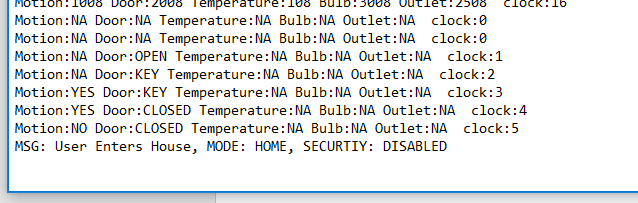 Motion:1008 Door:2008 Temperature:108 Bulb:3008 Outlet:2508  clock:16
Motion:NA Door:NA Temperature:NA Bulb:NA Outlet:NA  clock:0
Motion:NA Door:NA Temperature:NA Bulb:NA Outlet:NA  clock:0
Motion:NA Door:OPEN Temperature:NA Bulb:NA Outlet:NA  clock:1
Motion:NA Door:KEY Temperature:NA Bulb:NA Outlet:NA  clock:2
Motion:YES Door:KEY Temperature:NA Bulb:NA Outlet:NA  clock:3
Motion:YES Door:CLOSED Temperature:NA Bulb:NA Outlet:NA  clock:4
Motion:NO Door:CLOSED Temperature:NA Bulb:NA Outlet:NA  clock:5
MSG: User Enters House, MODE: HOME, SECURTIY: DISABLED